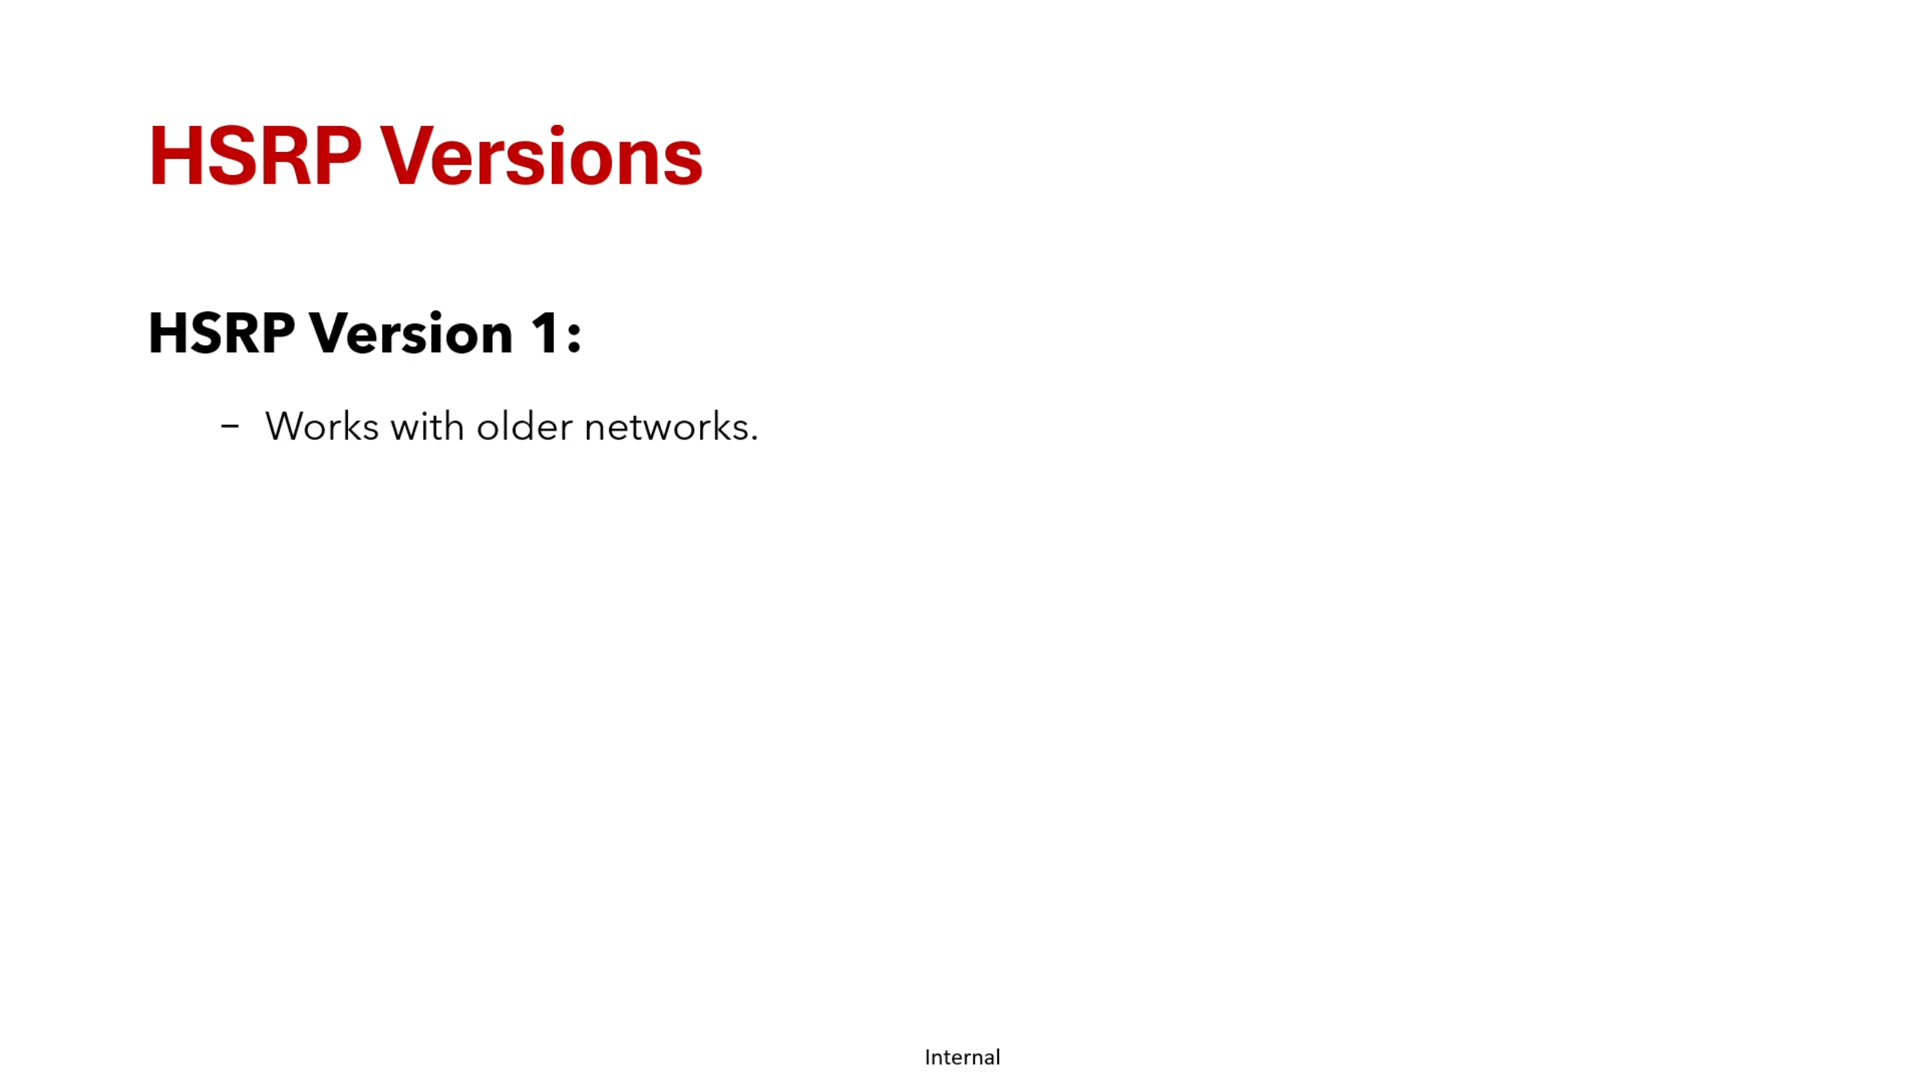 HSRP Versions
HSRP Version 1:
– Works with older networks.
Internal